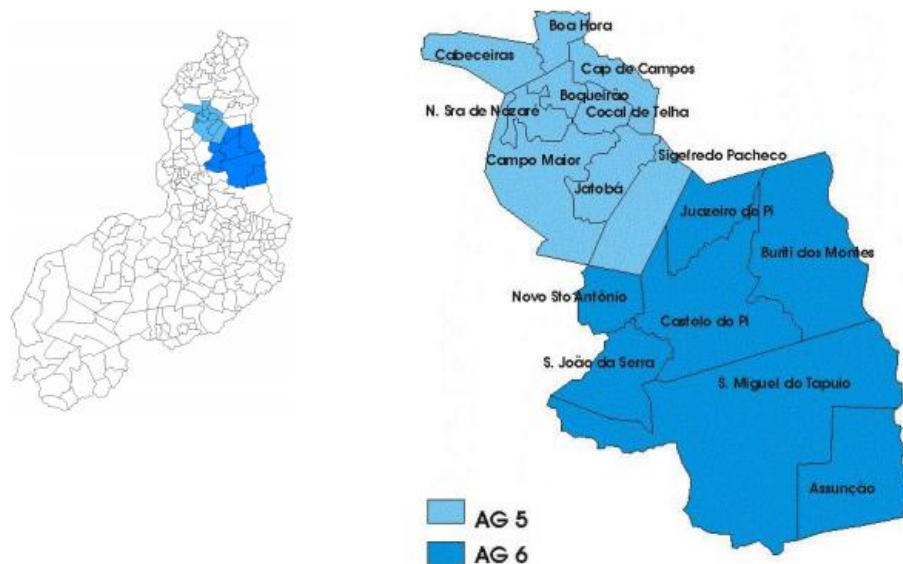 Boa Hora
Cabeceiras
Cap de Campos
Boqueirão
N. Sra de Nazaré
Cocal de Telha
Campo Maior
Sigefredo Pacheco
Jatobá
Juazeiro do Pi
Buriti dos Montes
Novo Sto Antônio
Castelo do Pi
S. João da Serra
S. Miguel do Tapuio
Assunção
AG 5
AG 6